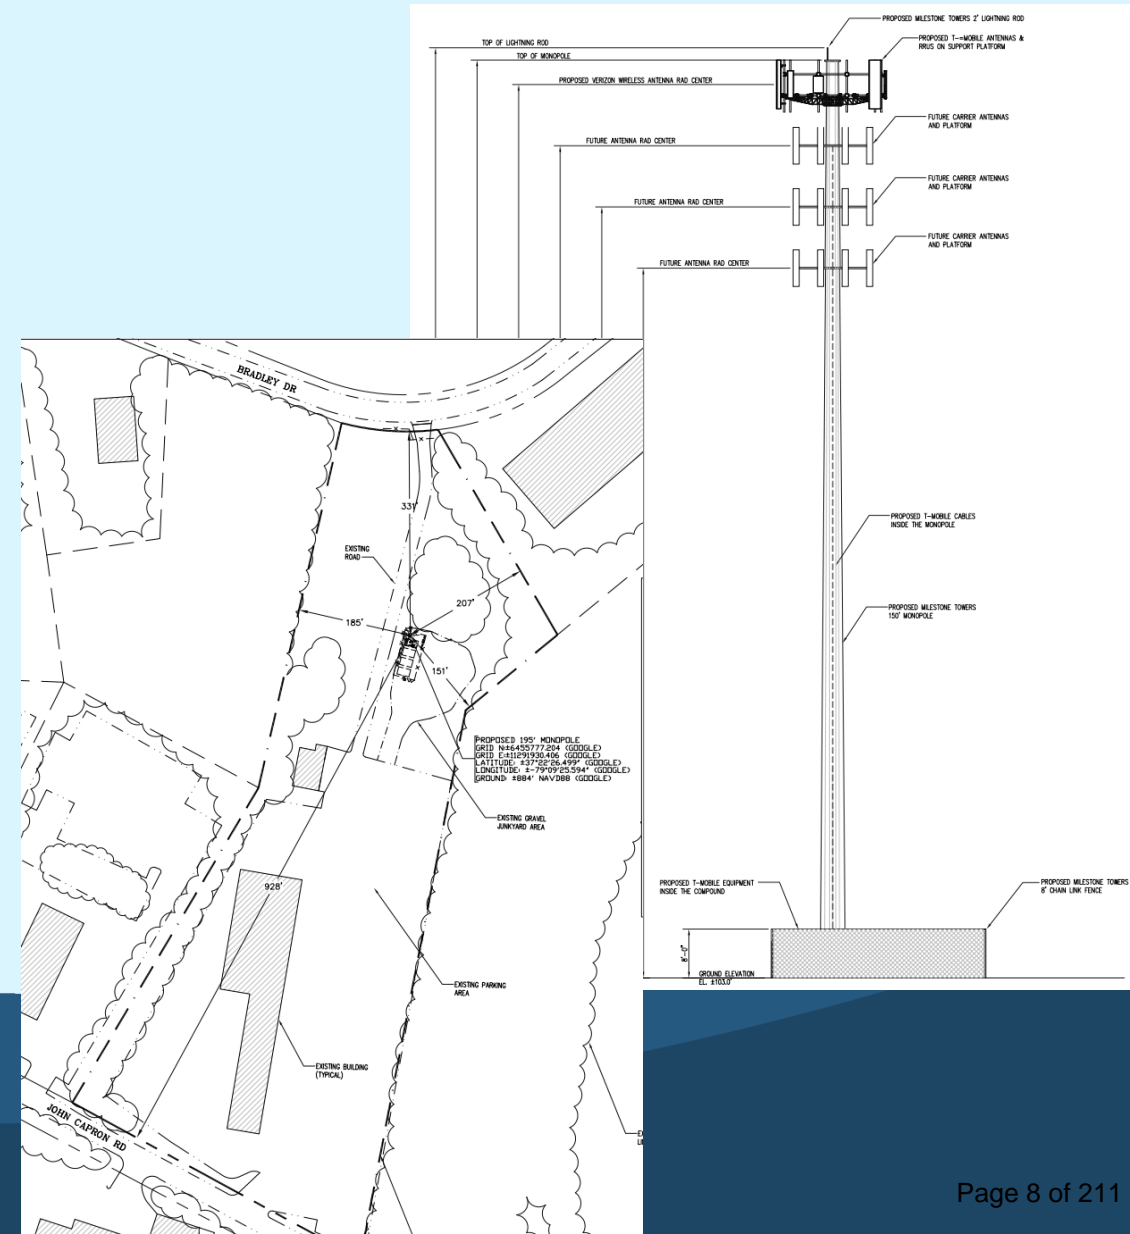 PROPOSED MILESTONE TOWERS 2' LIGHTNING ROD
TOP OF LIGHTNING ROD
PROPOSED T-=MOBILE ANTENNAS &
RRUS ON SUPPORT PLATFORM
TOP OF MONOPOLE
PROPOSED VERIZON WIRELESS ANTENNA RAD CENTER
FUTURE CARRIER ANTENNAS
AND PLATFORM
FUTURE ANTENNA RAD CENTER
FUTURE CARRIER ANTENNAS
AND PLATFORM
FUTURE ANTENNA RAD CENTER
FUTURE CARRIER ANTENNAS
AND PLATFORM
FUTURE ANTENNA RAD CENTER
PROPOSED T-MOBILE CABLES
INSIDE THE MONOPOLE
PROPOSED MILESTONE TOWERS
150' MONOPOLE
PROPOSED T-MOBILE EQUIPMENT
INSIDE THE COMPOUND
PROPOSED MILESTONE TOWERS
8' CHAIN LINK FENCE
8'-0"
GROUND ELEVATION
EL. ±103.0'
BRADLEY DR
331'
EXISTING
ROAD
207'
185'
151'
PROPOSED 195' MONOPOLE
GRID N:±6455777.204 (GOOGLE)
GRID E:±11291930.406 (GOOGLE)
LATITUDE: ±37°22'26.499" (GOOGLE)
LONGITUDE: ±-79°09'25.594" (GOOGLE)
GROUND: ±884' NAVD88 (GOOGLE)
EXISTING GRAVEL
JUNKYARD AREA
928'
EXISTING PARKING
AREA
EXISTING BUILDING
(TYPICAL)
JOHN CAPRON RD
Page 8 of 211